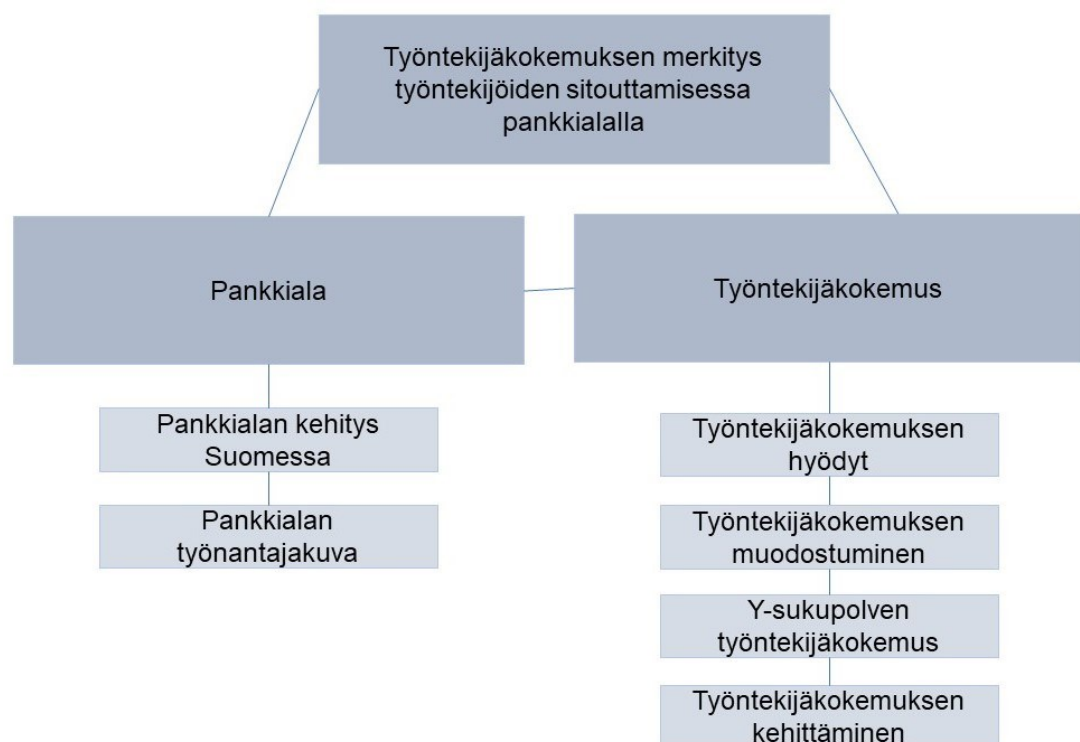 Työntekijäkokemuksen merkitys
työntekijöiden sitouttamisessa
pankkialalla
Pankkiala
Työntekijäkokemus
Pankkialan kehitys
Suomessa
Pankkialan
työnantajakuva
Työntekijäkokemuksen
hyödyt
Työntekijäkokemuksen
muodostuminen
Y-sukupolven
työntekijäkokemus
Työntekijäkokemuksen
kehittäminen